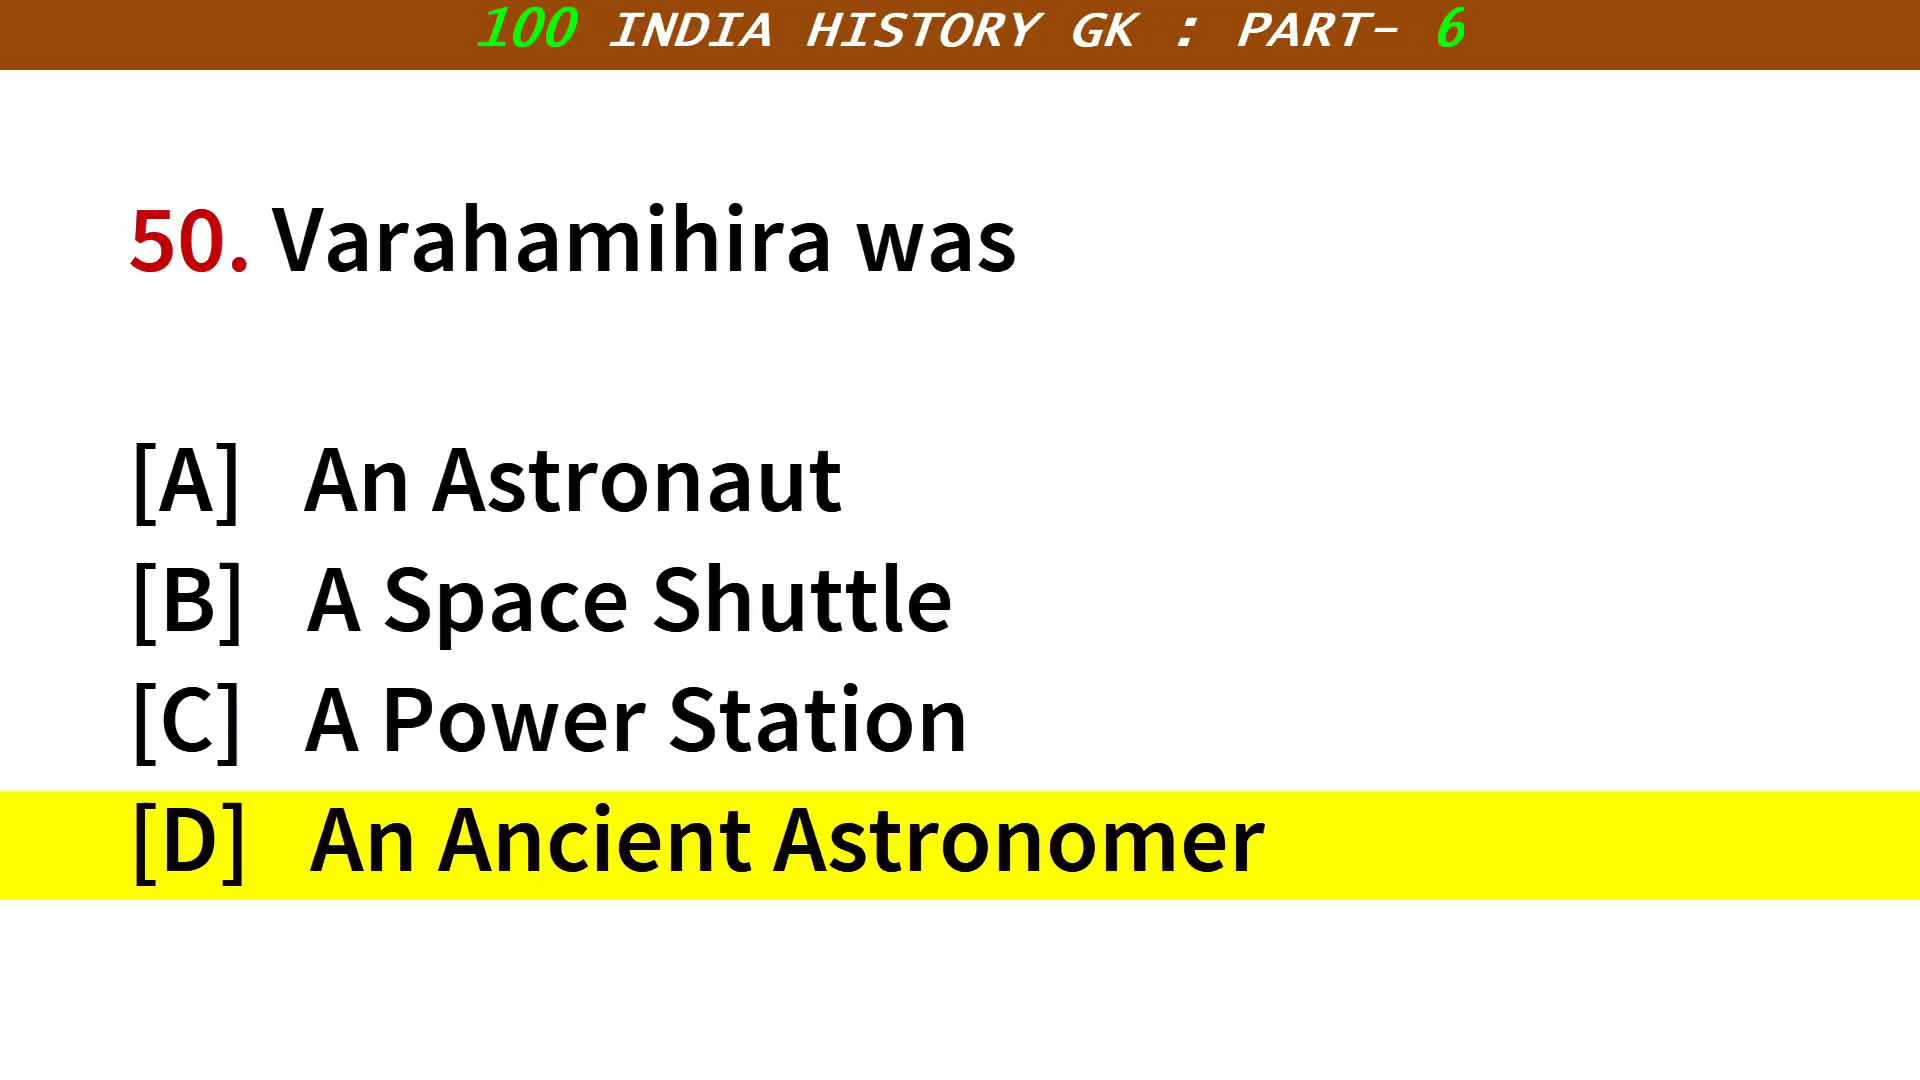 100 INDIA HISTORY GK : PART- 6
50. Varahamihira was
[A] An Astronaut
[B] A Space Shuttle
[C] A Power Station
[D] An Ancient Astronomer